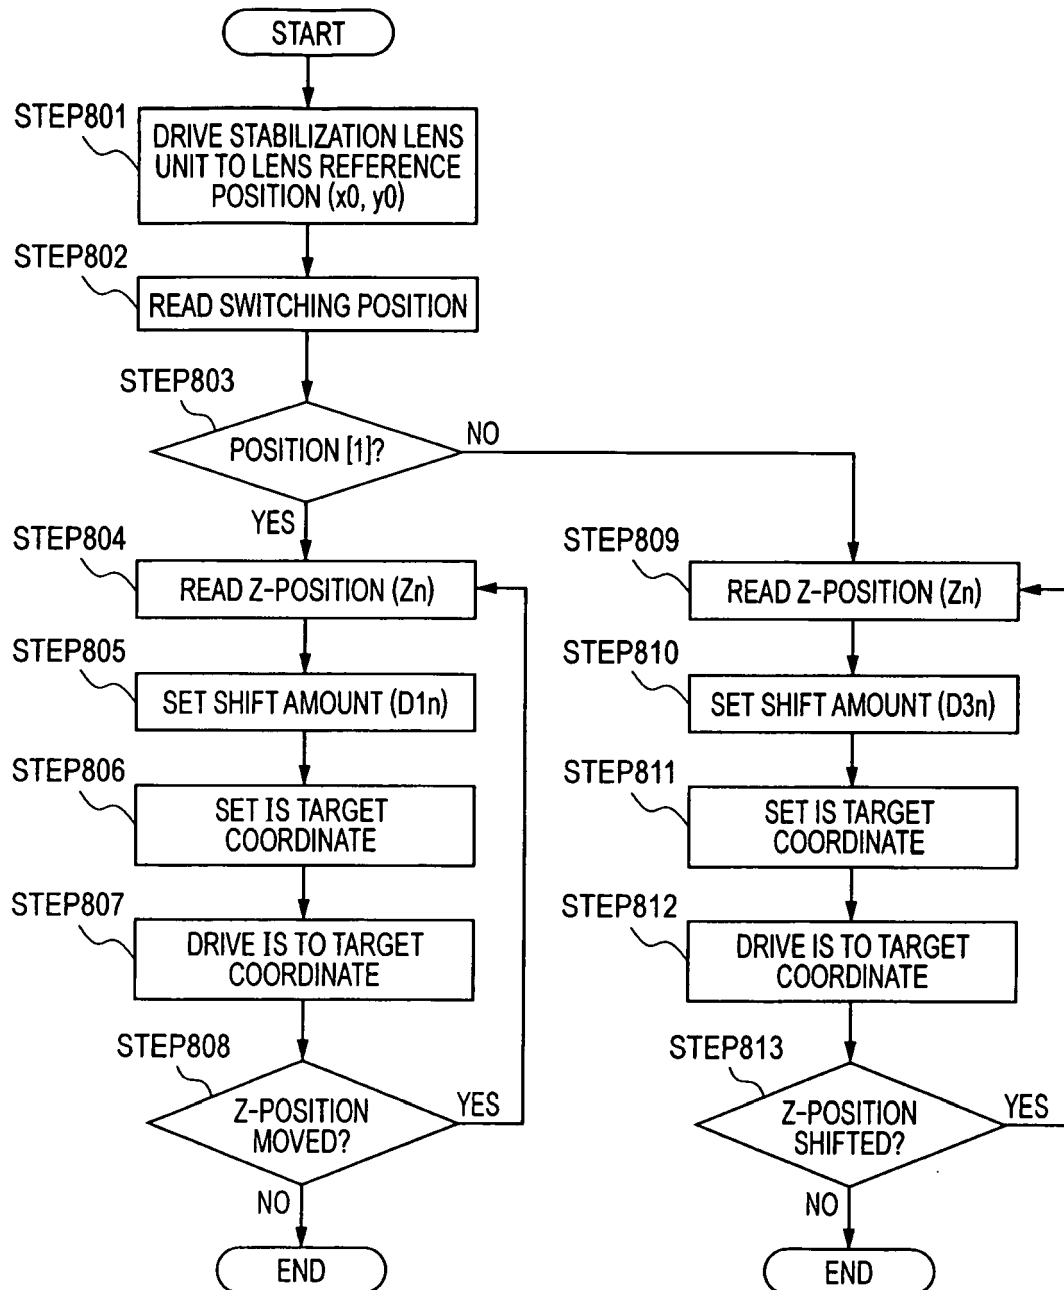 START
STEP801
DRIVE STABILIZATION LENS
UNIT TO LENS REFERENCE
POSITION (x0, y0)
STEP802
READ SWITCHING POSITION
STEP803
POSITION [1]?
NO
YES
STEP804
READ Z-POSITION (Zn)
STEP805
SET SHIFT AMOUNT (D1n)
STEP806
SET IS TARGET
COORDINATE
STEP807
DRIVE IS TO TARGET
COORDINATE
STEP808
Z-POSITION
MOVED?
YES
NO
END
STEP809
READ Z-POSITION (Zn)
STEP810
SET SHIFT AMOUNT (D3n)
STEP811
SET IS TARGET
COORDINATE
STEP812
DRIVE IS TO TARGET
COORDINATE
STEP813
Z-POSITION
SHIFTED?
YES
NO
END